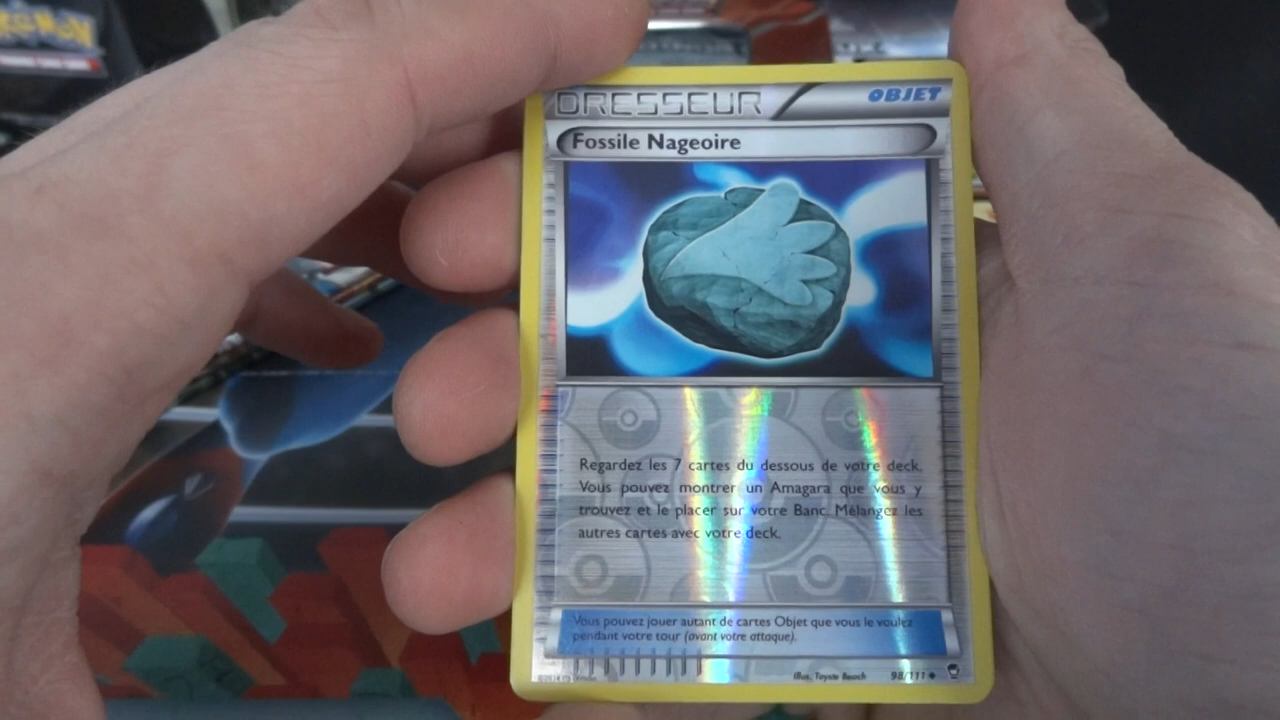 DRESSEUR
OBJET
Fossile Nageoire
Regardez les 7 cartes du dessous de votre deck.
Vous pouvez montrer un Amagara que vous y
trouvez et le placer sur votre Banc. Mélangez les
autres cartes avec votre deck.
Vous pouvez jouer autant de cartes Objet que vous le voulez
pendant votre tour (avant votre attaque).
Illus. Toyste Beach
98/111